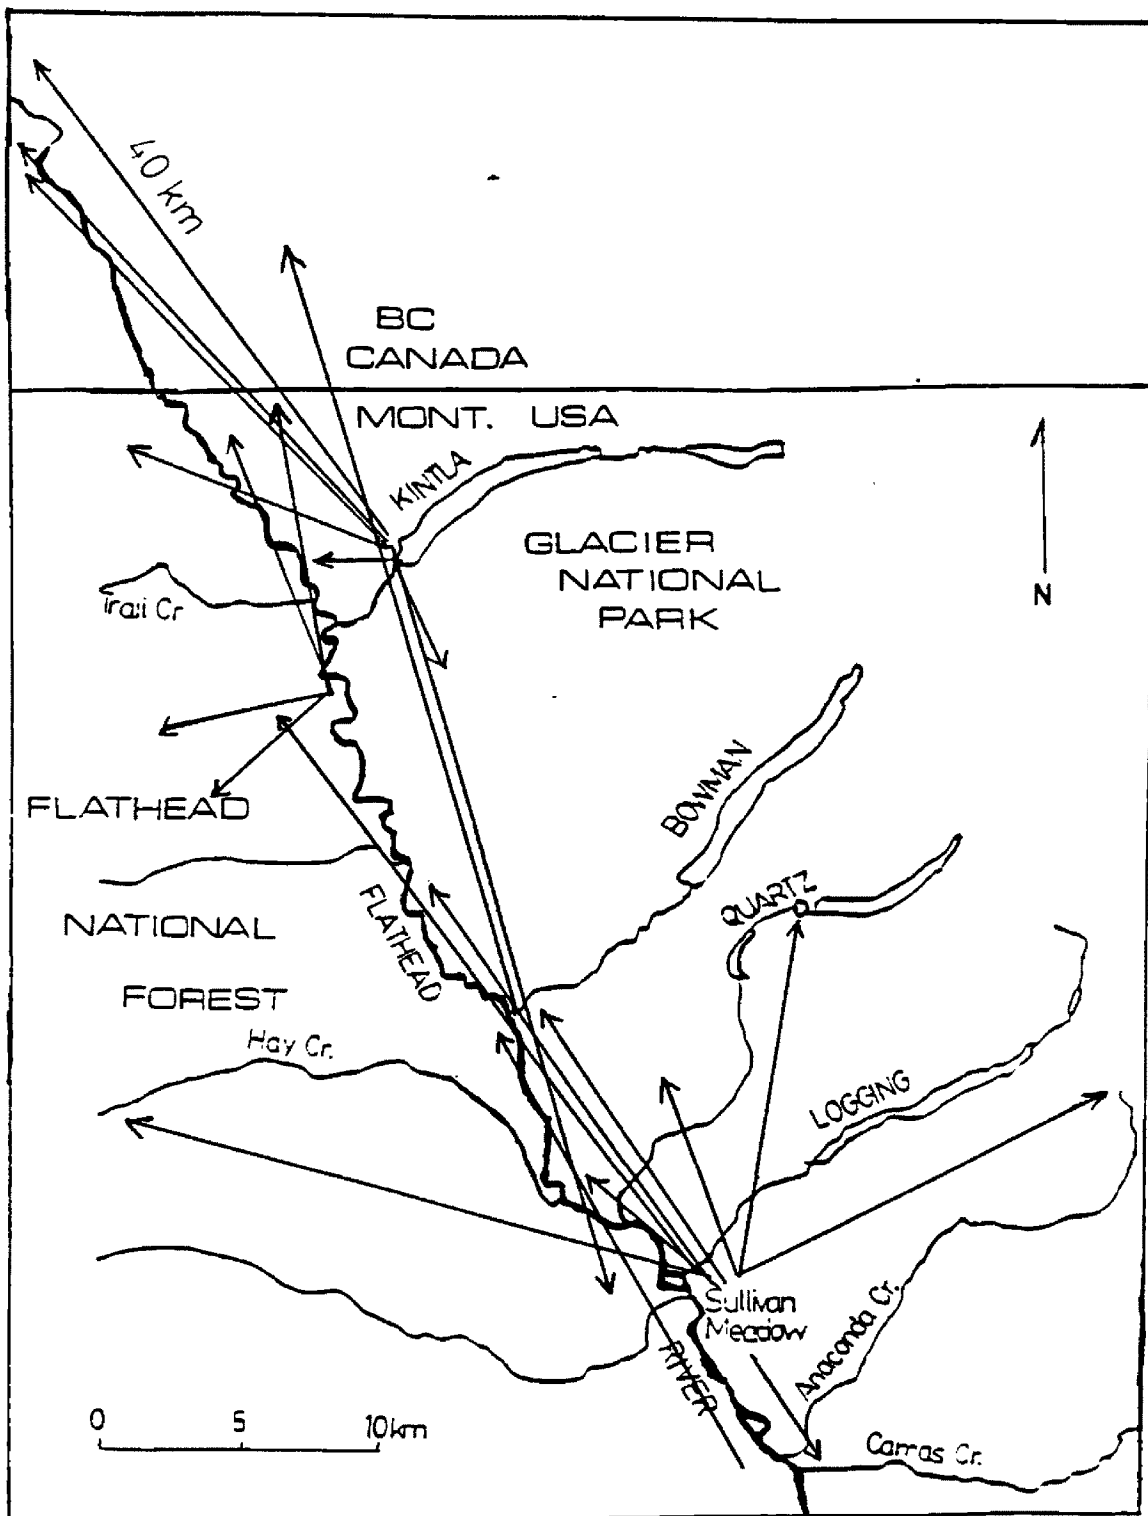 40 km
BC
CANADA
MONT. USA
KINTLA
GLACIER
NATIONAL
PARK
N
Trail Cr
BOWMAN
FLATHEAD
QUARTZ
NATIONAL
FLATHEAD
FOREST
Hay Cr.
LOGGING
Sullivan
Meadow
Anaconda Cr.
RIVER
0 5 10km
Camas Cr.